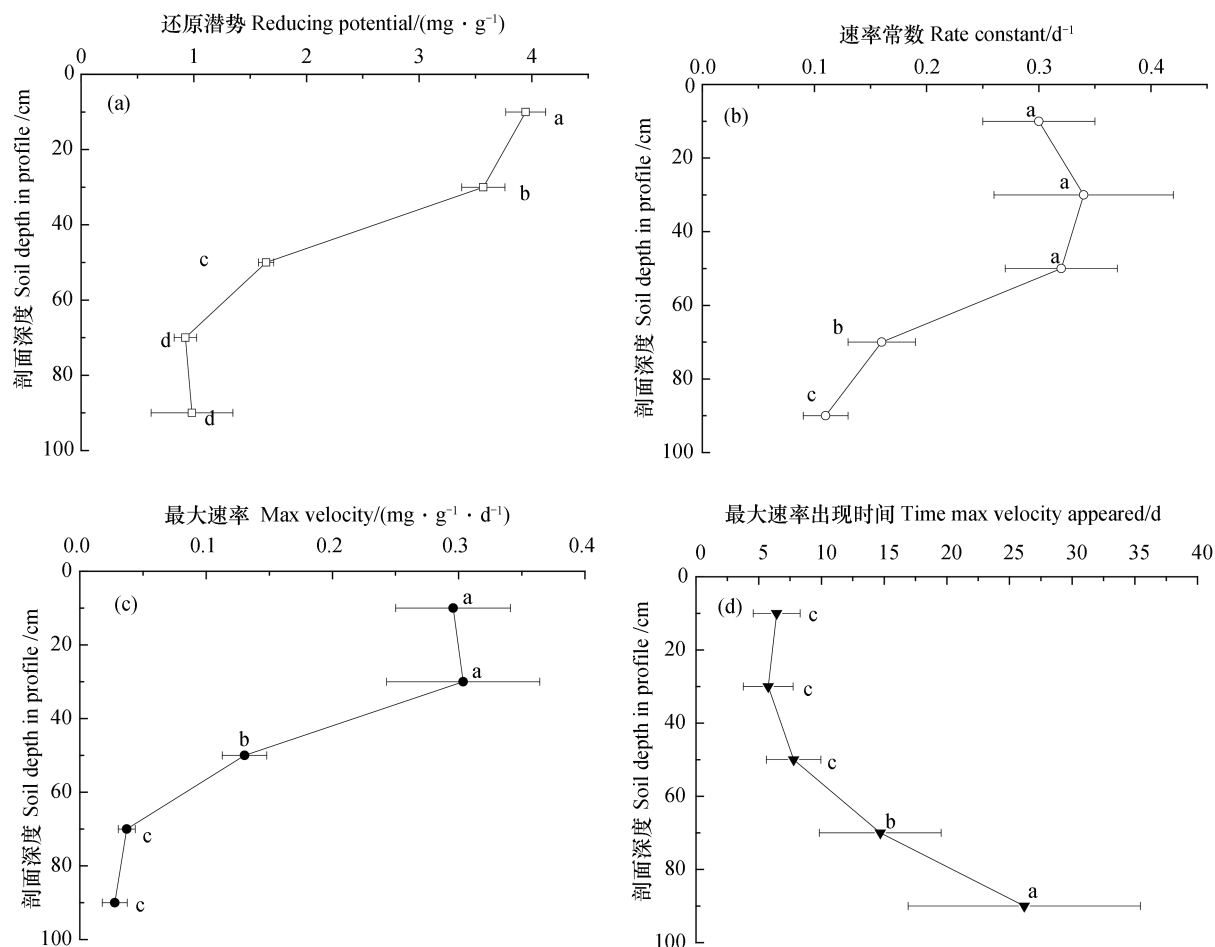 还原潜势 Reducing potential/(mg · g⁻¹)
0 1 2 3 4
0
20
40
60
80
100
剖面深度 Soil depth in profile /cm
(a)
a
b
c
d
d
速率常数 Rate constant/d⁻¹
0.0 0.1 0.2 0.3 0.4
0
20
40
60
80
100
剖面深度 Soil depth in profile /cm
(b)
a
a
a
b
c
最大速率 Max velocity/(mg · g⁻¹ · d⁻¹)
0.0 0.1 0.2 0.3 0.4
0
20
40
60
80
100
剖面深度 Soil depth in profile /cm
(c)
a
a
b
c
c
最大速率出现时间 Time max velocity appeared/d
0 5 10 15 20 25 30 35 40
0
20
40
60
80
100
剖面深度 Soil depth in profile /cm
(d)
c
c
c
b
a